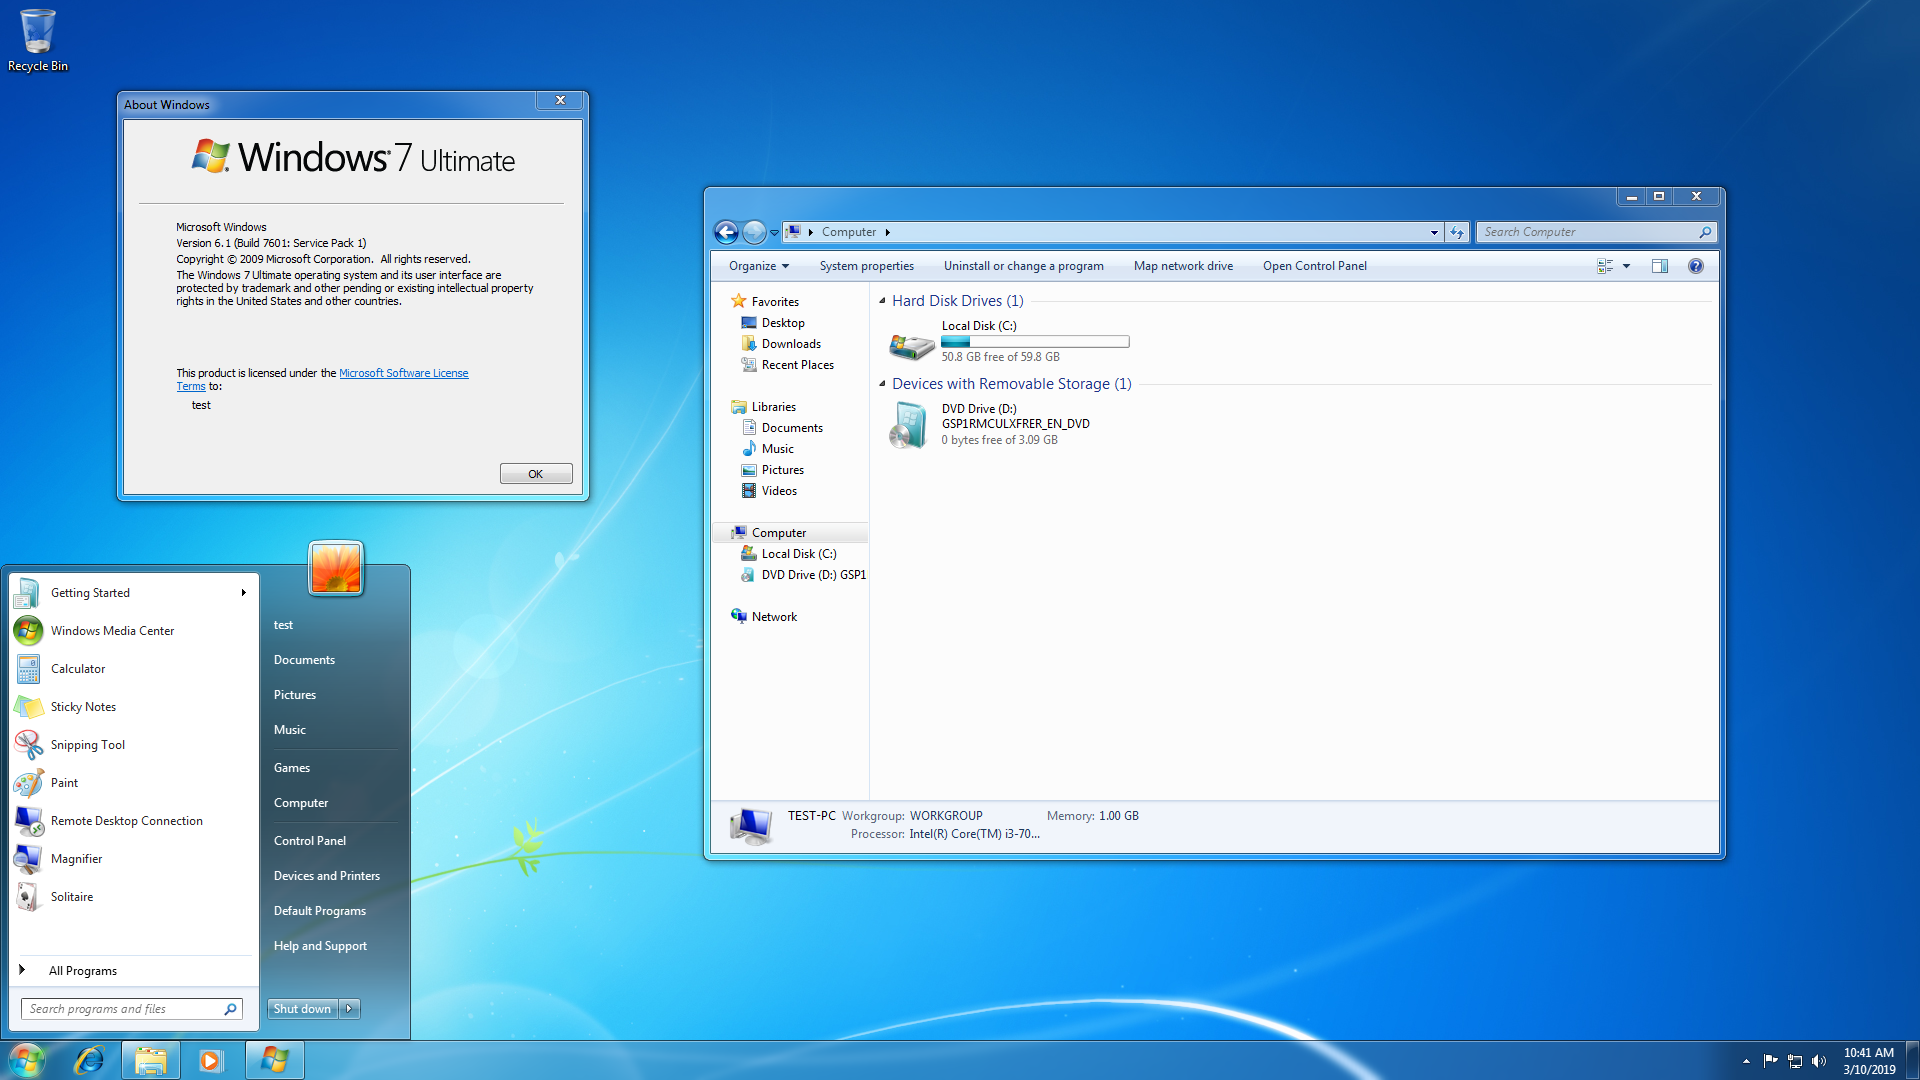 Recycle Bin
About Windows
Windows 7 Ultimate
Microsoft Windows
Version 6.1 (Build 7601: Service Pack 1)
Copyright © 2009 Microsoft Corporation. All rights reserved.
The Windows 7 Ultimate operating system and its user interface are
protected by trademark and other pending or existing intellectual property
rights in the United States and other countries.
This product is licensed under the Microsoft Software License
Terms to:
test
OK
Computer
Search Computer
Organize
System properties
Uninstall or change a program
Map network drive
Open Control Panel
Favorites
Desktop
Downloads
Recent Places
Libraries
Documents
Music
Pictures
Videos
Computer
Local Disk (C:)
DVD Drive (D:) GSP1
Network
Hard Disk Drives (1)
Local Disk (C:)
50.8 GB free of 59.8 GB
Devices with Removable Storage (1)
DVD Drive (D:)
GSP1RMCULXFRER_EN_DVD
0 bytes free of 3.09 GB
TEST-PC Workgroup: WORKGROUP Memory: 1.00 GB
Processor: Intel(R) Core(TM) i3-70...
Getting Started
Windows Media Center
Calculator
Sticky Notes
Snipping Tool
Paint
Remote Desktop Connection
Magnifier
Solitaire
All Programs
Search programs and files
test
Documents
Pictures
Music
Games
Computer
Control Panel
Devices and Printers
Default Programs
Help and Support
Shut down
10:41 AM
3/10/2019